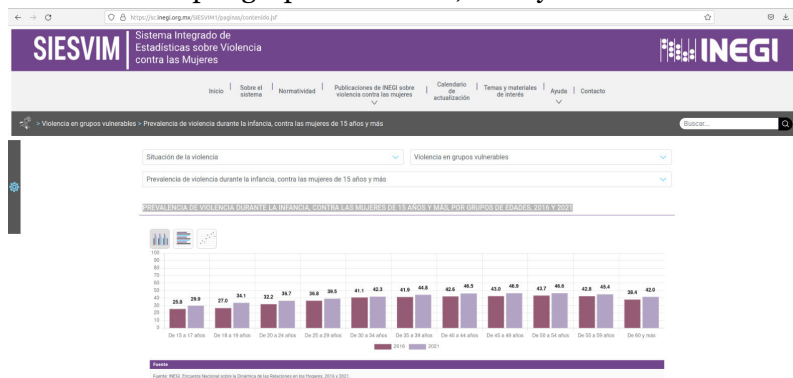 https://sc.inegi.org.mx/SIESVIM1/paginas/contenido.jsf
SIESVIM
Sistema Integrado de
Estadísticas sobre Violencia
contra las Mujeres
INEGI
Inicio
Sobre el
sistema
Normatividad
Publicaciones de INEGI sobre
violencia contra las mujeres
Calendario
de
actualización
Temas y materiales
de interés
Ayuda
Contacto
> Violencia en grupos vulnerables > Prevalencia de violencia durante la infancia, contra las mujeres de 15 años y más
Buscar...
Situación de la violencia
Violencia en grupos vulnerables
Prevalencia de violencia durante la infancia, contra las mujeres de 15 años y más
PREVALENCIA DE VIOLENCIA DURANTE LA INFANCIA, CONTRA LAS MUJERES DE 15 AÑOS Y MÁS, POR GRUPOS DE EDADES, 2016 Y 2021
100
90
80
70
60
50
40
30
20
10
0
25.8 29.9 27.0 34.1 32.2 36.7 36.8 39.5 41.1 42.3 41.9 44.8 42.6 46.5 43.0 46.9 43.7 46.6 42.8 45.4 38.4 42.0
De 15 a 17 años De 18 a 19 años De 20 a 24 años De 25 a 29 años De 30 a 34 años De 35 a 39 años De 40 a 44 años De 45 a 49 años De 50 a 54 años De 55 a 59 años De 60 y más
2016 2021
Fuente
Fuente: INEGI. Encuesta Nacional sobre la Dinámica de las Relaciones en los Hogares, 2016 y 2021.